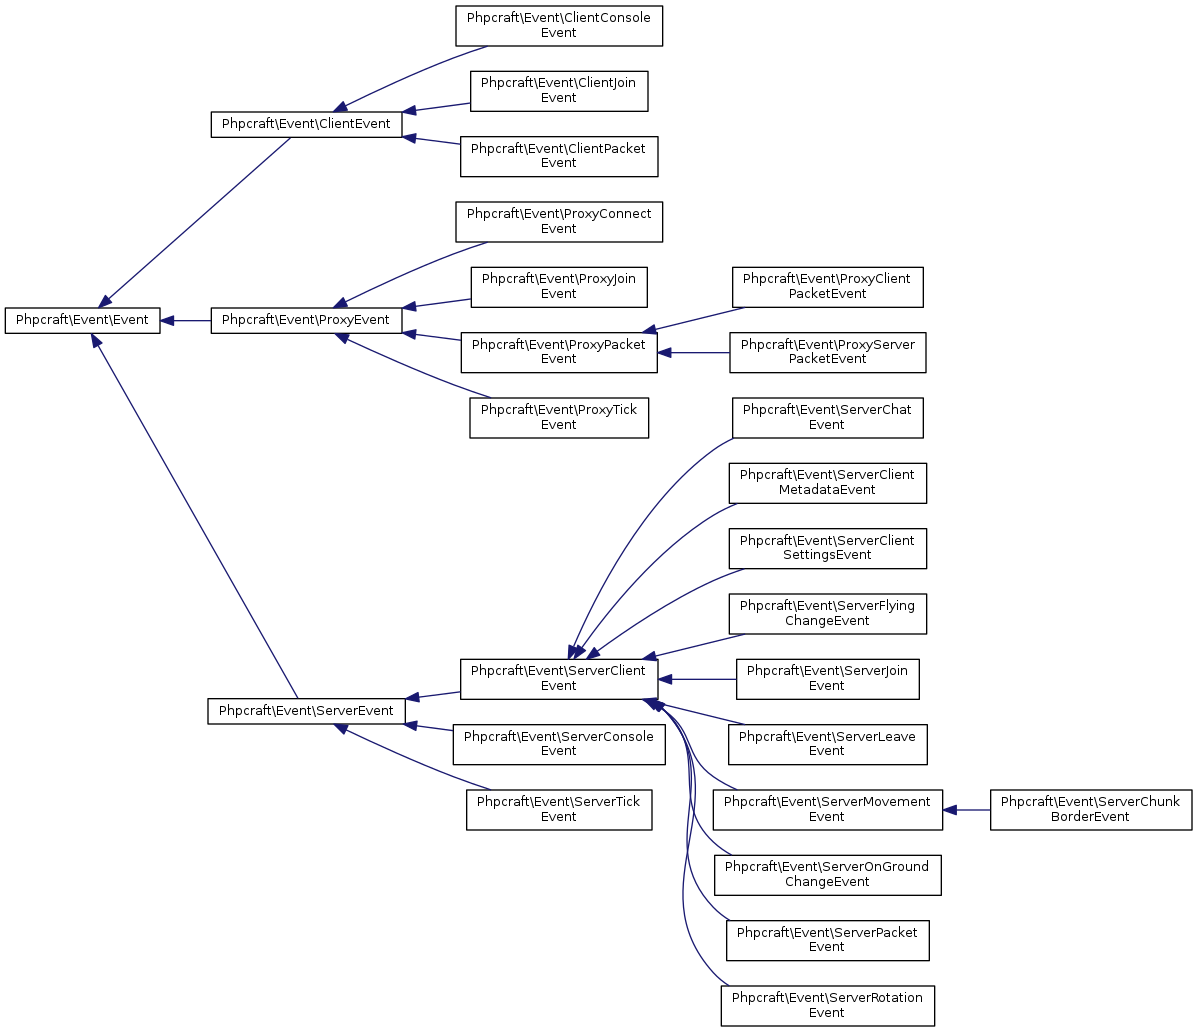 Phpcraft\Event\ClientConsole
Event
Phpcraft\Event\ClientJoin
Event
Phpcraft\Event\ClientEvent
Phpcraft\Event\ClientPacket
Event
Phpcraft\Event\ProxyConnect
Event
Phpcraft\Event\ProxyJoin
Event
Phpcraft\Event\ProxyClient
PacketEvent
Phpcraft\Event\Event
Phpcraft\Event\ProxyEvent
Phpcraft\Event\ProxyPacket
Event
Phpcraft\Event\ProxyServer
PacketEvent
Phpcraft\Event\ProxyTick
Event
Phpcraft\Event\ServerChat
Event
Phpcraft\Event\ServerClient
MetadataEvent
Phpcraft\Event\ServerClient
SettingsEvent
Phpcraft\Event\ServerFlying
ChangeEvent
Phpcraft\Event\ServerClient
Event
Phpcraft\Event\ServerJoin
Event
Phpcraft\Event\ServerEvent
Phpcraft\Event\ServerConsole
Event
Phpcraft\Event\ServerLeave
Event
Phpcraft\Event\ServerTick
Event
Phpcraft\Event\ServerMovement
Event
Phpcraft\Event\ServerChunk
BorderEvent
Phpcraft\Event\ServerOnGround
ChangeEvent
Phpcraft\Event\ServerPacket
Event
Phpcraft\Event\ServerRotation
Event